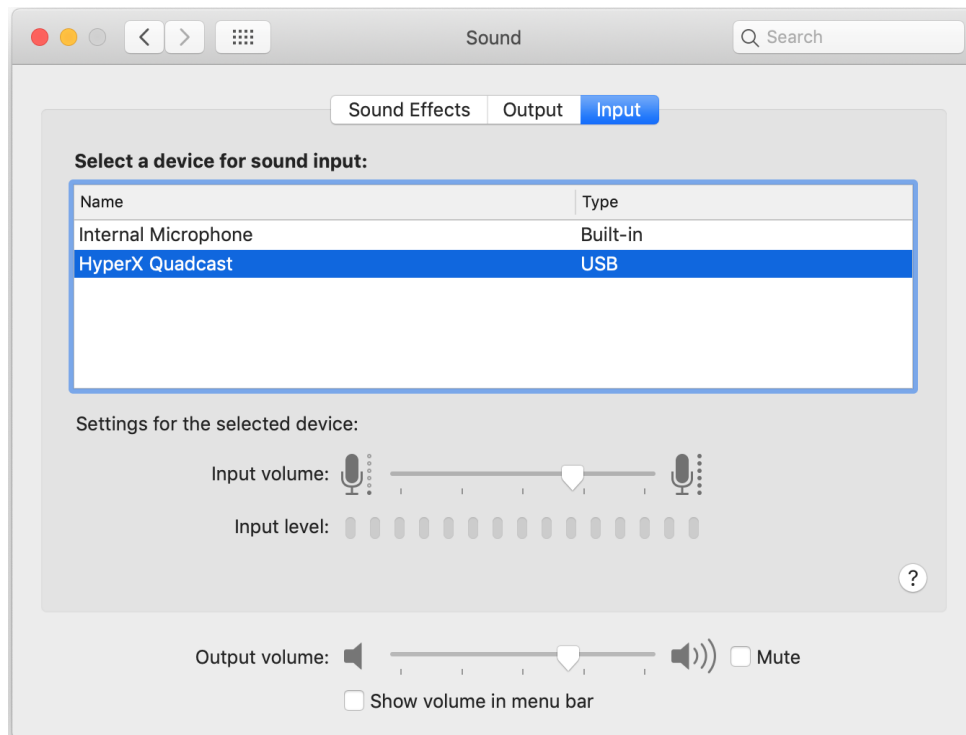 Sound
Search
Sound Effects Output Input
Select a device for sound input:
Name Type
Internal Microphone Built-in
HyperX Quadcast USB
Settings for the selected device:
Input volume:
Input level:
?
Output volume: Mute
Show volume in menu bar